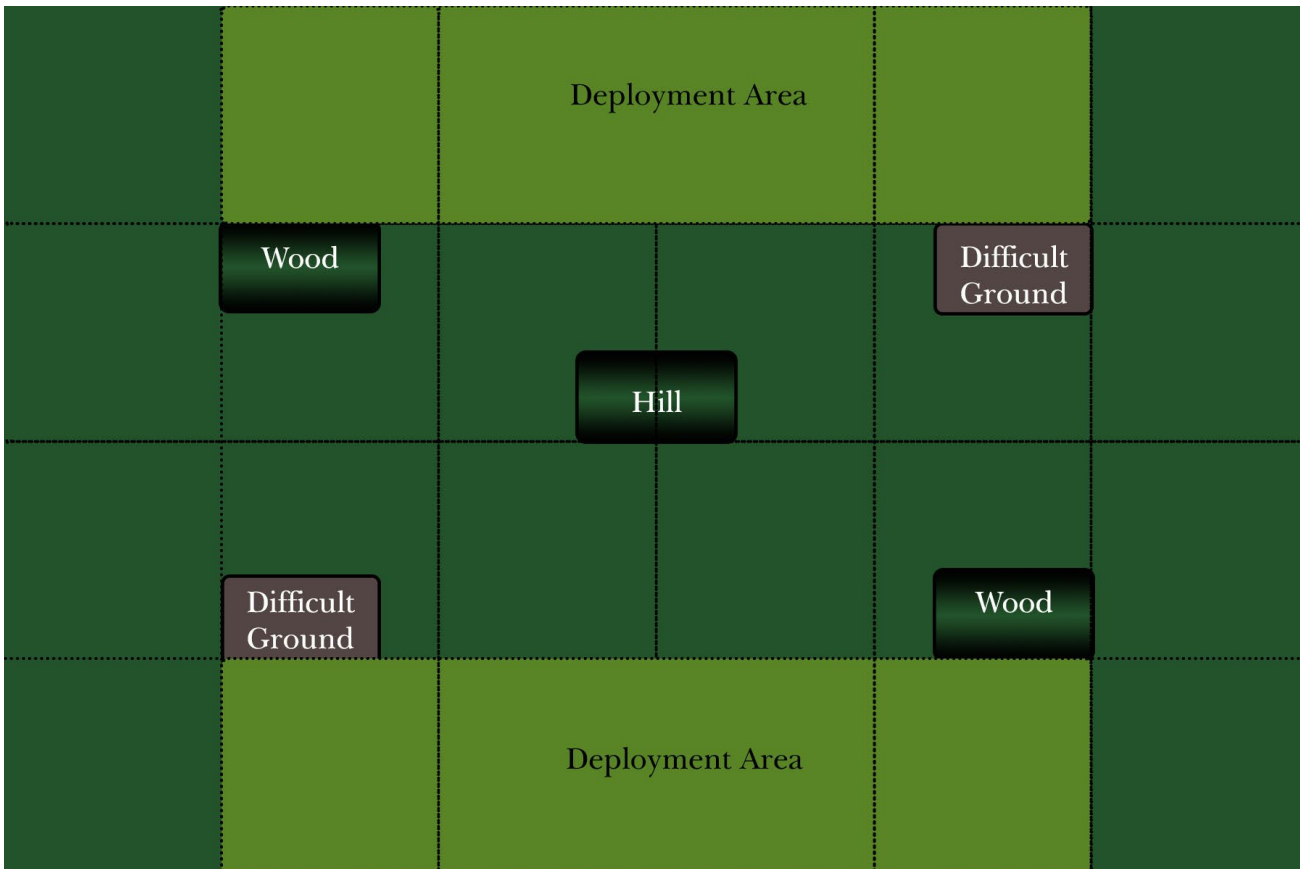 Deployment Area
Wood
Difficult
Ground
Hill
Difficult
Ground
Wood
Deployment Area